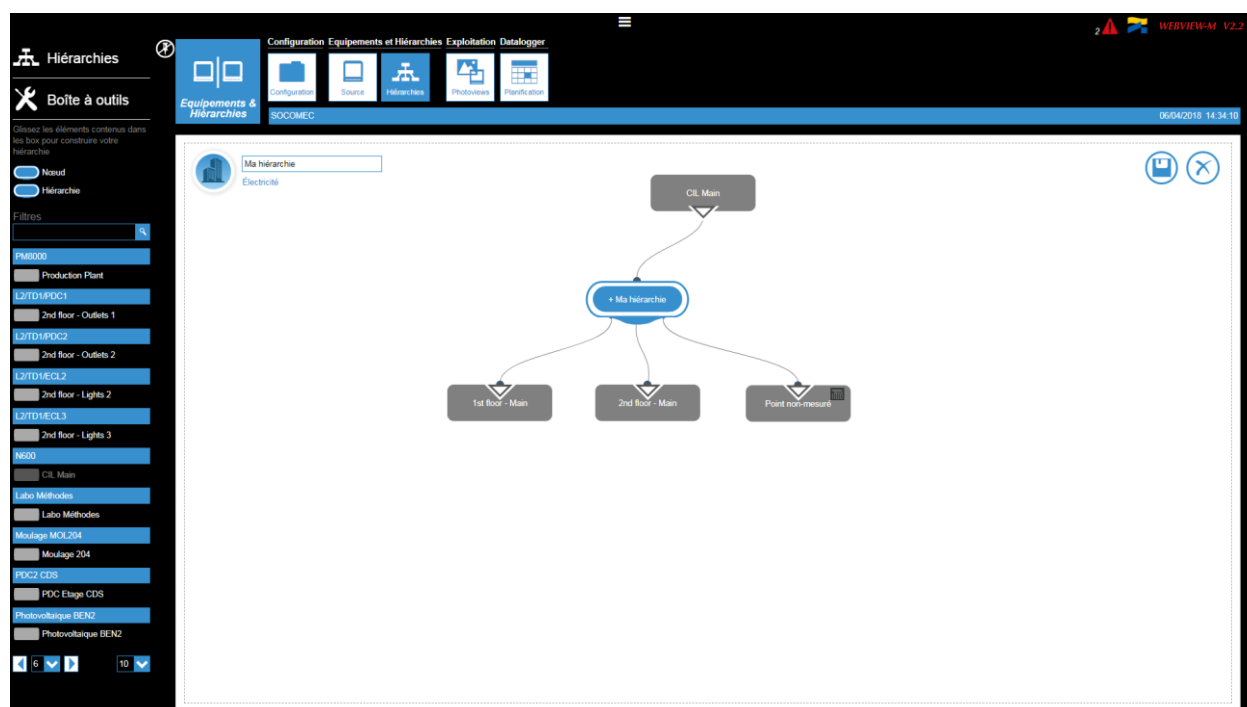 2
WEBVIEW-M V2.2
Hiérarchies
Boîte à outils
Glissez les éléments contenus dans
les box pour construire votre
hiérarchie
Nœud
Hiérarchie
Filtres
PM8000
Production Plant
L2/TD1/PDC1
2nd floor - Outlets 1
L2/TD1/PDC2
2nd floor - Outlets 2
L2/TD1/ECL2
2nd floor - Lights 2
L2/TD1/ECL3
2nd floor - Lights 3
N600
CIL Main
Labo Méthodes
Labo Méthodes
Moulage MOL204
Moulage 204
PDC2 CDS
PDC Etage CDS
Photovoltaïque BEN2
Photovoltaïque BEN2
6
10
Equipements &
Hiérarchies
Configuration Equipements et Hiérarchies Exploitation Datalogger
Configuration Source Hiérarchies Photoviews Planification
SOCOMEC 06/04/2018 14:34:10
Ma hiérarchie
Électricité
CIL Main
+ Ma hiérarchie
1st floor - Main
2nd floor - Main
Point non-mesuré